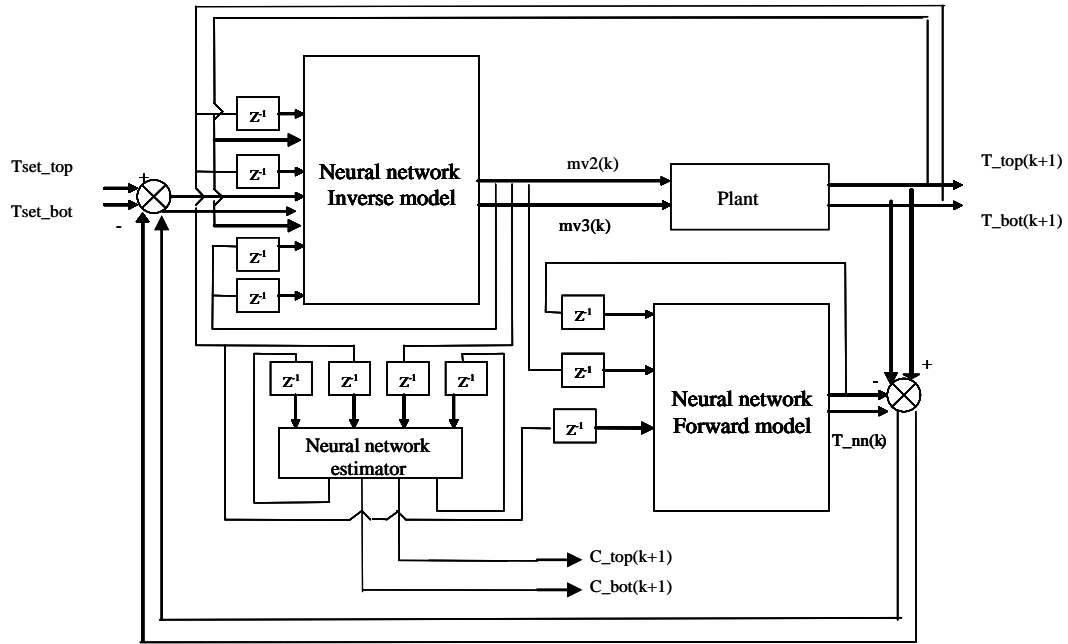 Z⁻¹
Neural network
Inverse model
mv2(k)
T_top(k+1)
Tset_top
+
Z⁻¹
Plant
Tset_bot
mv3(k)
T_bot(k+1)
-
Z⁻¹
Z⁻¹
Z⁻¹
Z⁻¹
Z⁻¹
Z⁻¹
Z⁻¹
Z⁻¹
Neural network
Forward model
-
+
Z⁻¹
Neural network
estimator
T_nn(k)
C_top(k+1)
C_bot(k+1)